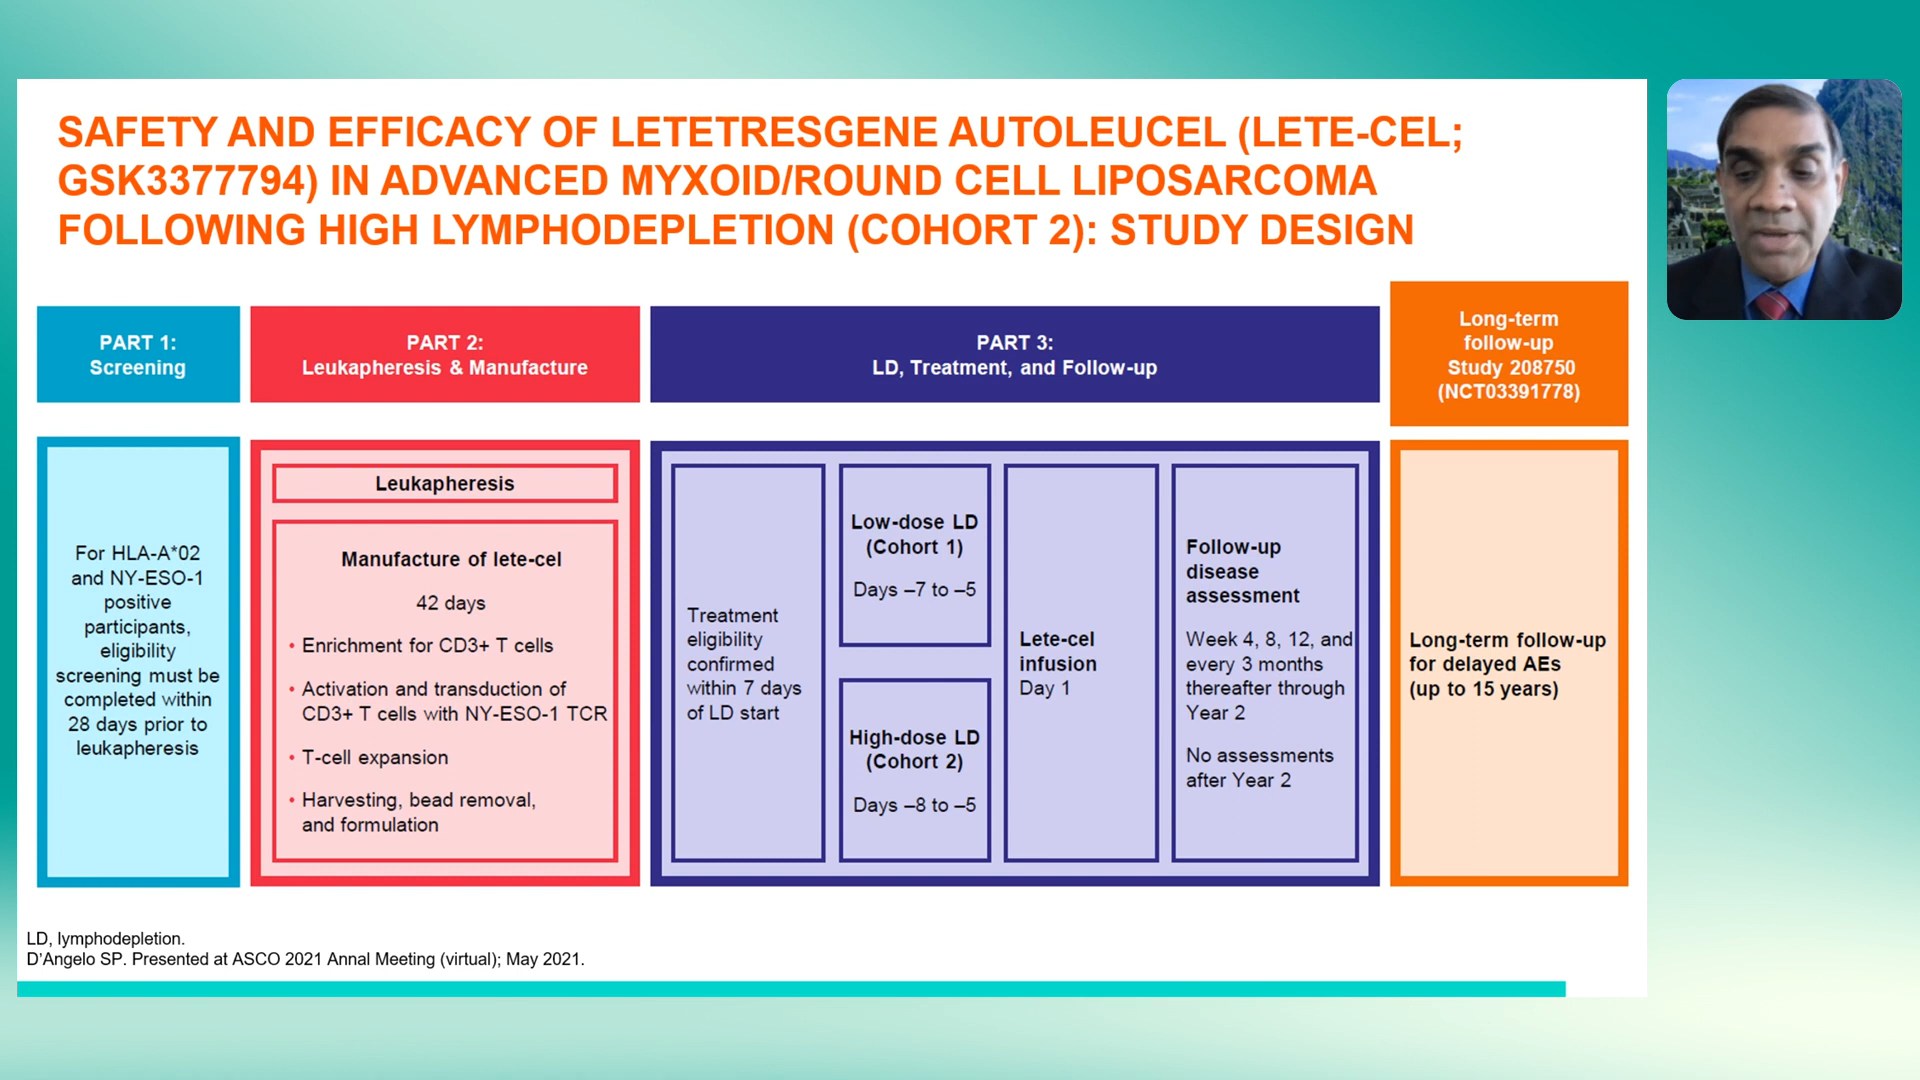 SAFETY AND EFFICACY OF LETETRESGENE AUTOLEUCEL (LETE-CEL;
GSK3377794) IN ADVANCED MYXOID/ROUND CELL LIPOSARCOMA
FOLLOWING HIGH LYMPHODEPLETION (COHORT 2): STUDY DESIGN
PART 1:
Screening
For HLA-A*02
and NY-ESO-1
positive
participants,
eligibility
screening must be
completed within
28 days prior to
leukapheresis
PART 2:
Leukapheresis & Manufacture
Leukapheresis
Manufacture of lete-cel
42 days
• Enrichment for CD3+ T cells
• Activation and transduction of
CD3+ T cells with NY-ESO-1 TCR
• T-cell expansion
• Harvesting, bead removal,
and formulation
PART 3:
LD, Treatment, and Follow-up
Treatment
eligibility
confirmed
within 7 days
of LD start
Low-dose LD
(Cohort 1)
Days –7 to –5
High-dose LD
(Cohort 2)
Days –8 to –5
Lete-cel
infusion
Day 1
Follow-up
disease
assessment
Week 4, 8, 12, and
every 3 months
thereafter through
Year 2
No assessments
after Year 2
Long-term
follow-up
Study 208750
(NCT03391778)
Long-term follow-up
for delayed AEs
(up to 15 years)
LD, lymphodepletion.
D'Angelo SP. Presented at ASCO 2021 Annal Meeting (virtual); May 2021.